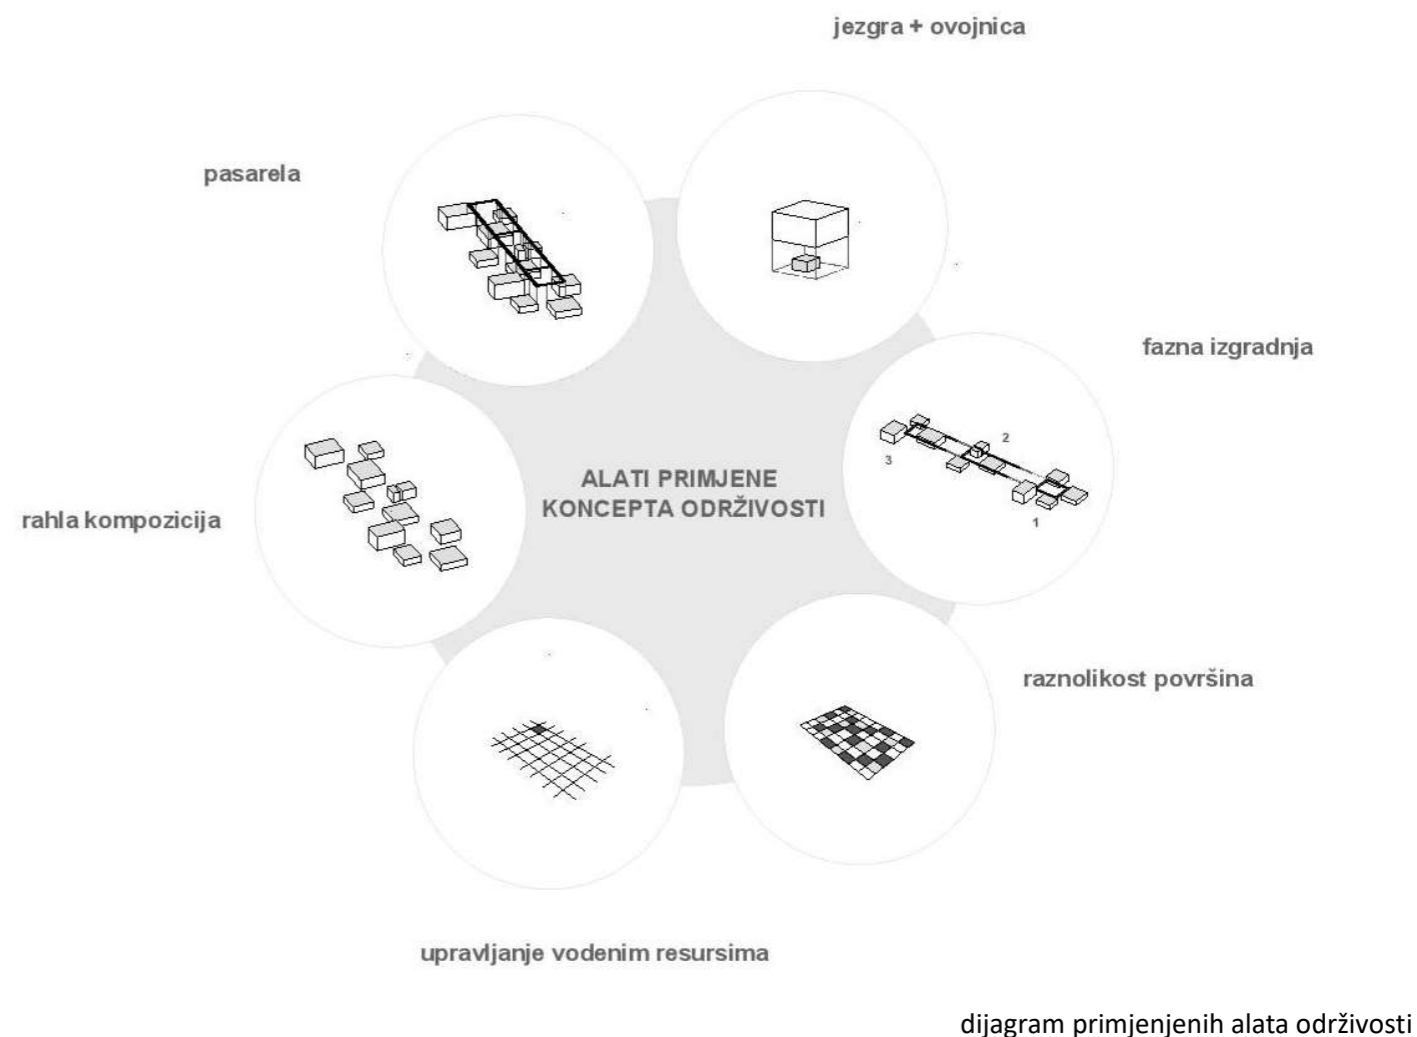 jezgra + ovojnica
pasarela
fazna izgradnja
2
3
1
ALATI PRIMJENE
KONCEPTA ODRŽIVOSTI
rahla kompozicija
raznolikost površina
upravljanje vodenim resursima
dijagram primjenjenih alata održivosti